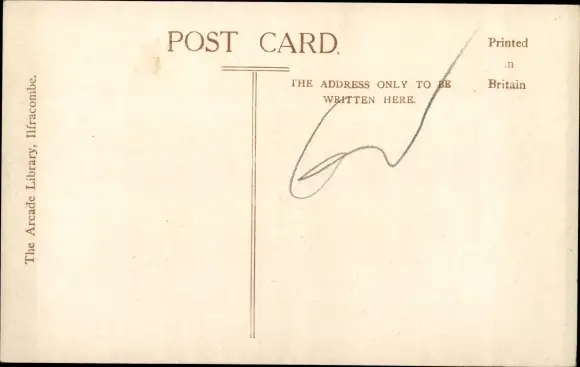 POST CARD.
Printed
in
Britain
THE ADDRESS ONLY TO BE
WRITTEN HERE.
The Arcade Library, Ilfracombe.